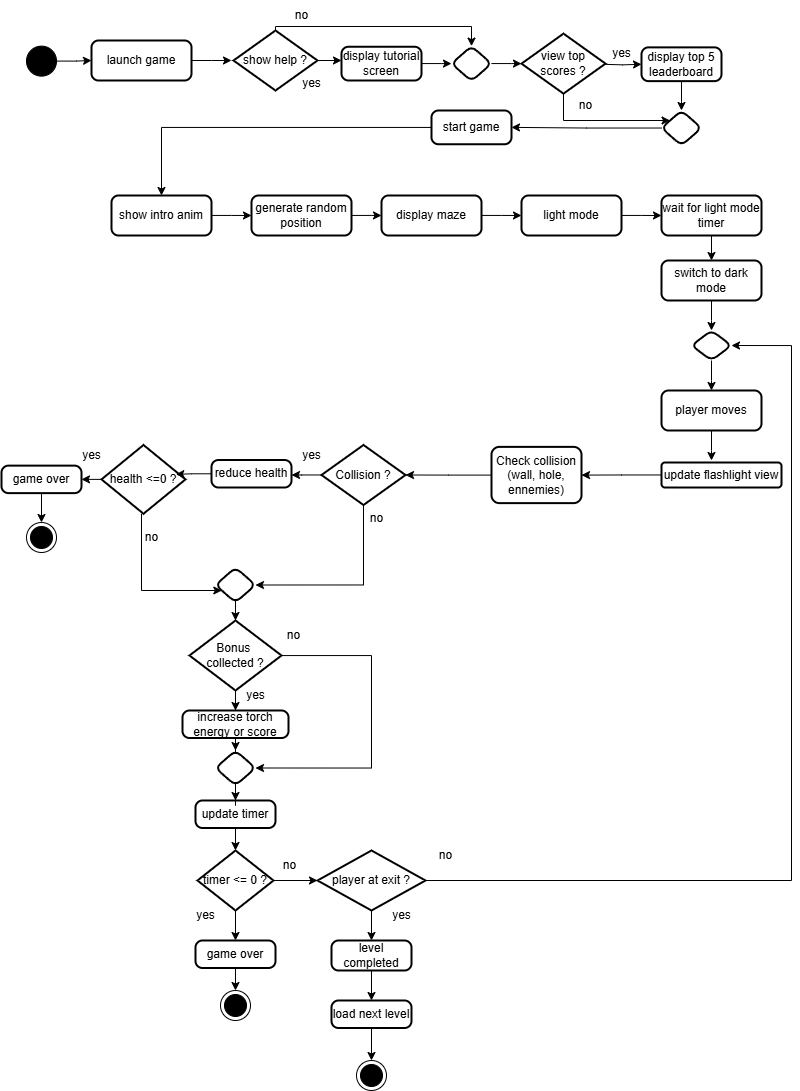 no
launch game
show help ?
yes
display tutorial
screen
view top
scores ?
yes
display top 5
leaderboard
no
start game
show intro anim
generate random
position
display maze
light mode
wait for light mode
timer
switch to dark
mode
player moves
update flashlight view
Check collision
(wall, hole,
ennemies)
Collision ?
yes
no
reduce health
health <=0 ?
yes
no
game over
Bonus
collected ?
no
yes
increase torch
energy or score
update timer
timer <= 0 ?
no
yes
player at exit ?
no
yes
game over
level
completed
load next level